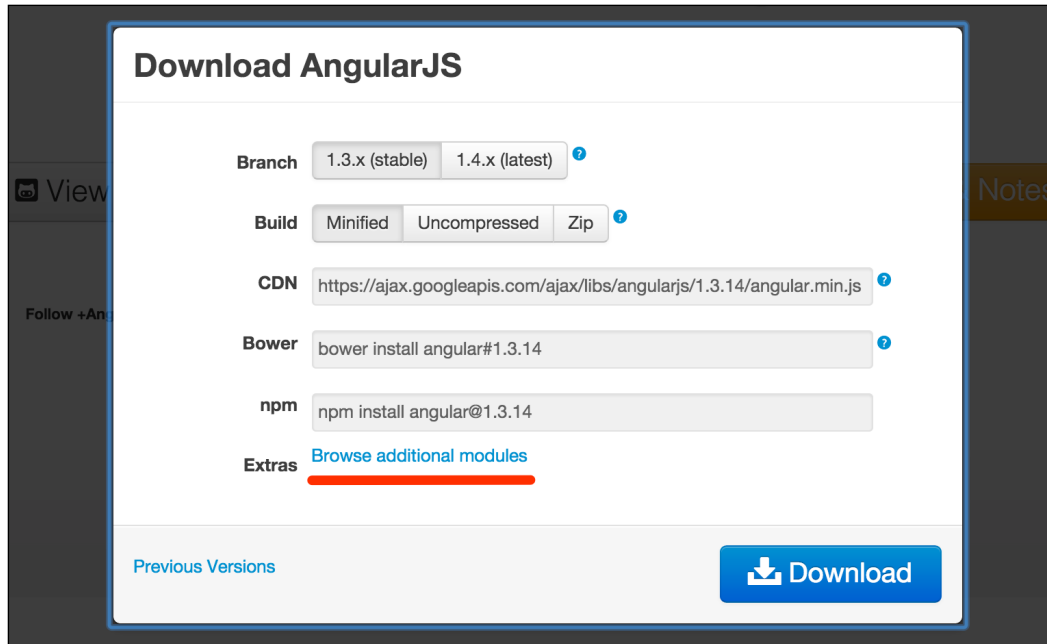 Download AngularJS
Branch 1.3.x (stable) 1.4.x (latest) ?
View
Notes
Build Minified Uncompressed Zip ?
CDN https://ajax.googleapis.com/ajax/libs/angularjs/1.3.14/angular.min.js ?
Follow +Ang
Bower bower install angular#1.3.14 ?
npm npm install angular@1.3.14
Extras Browse additional modules
Previous Versions Download